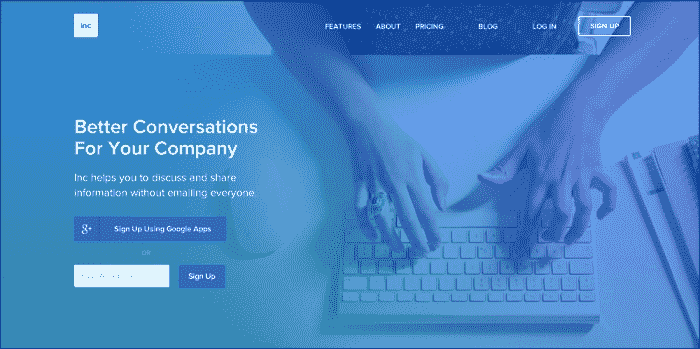 inc
FEATURES
ABOUT
PRICING
BLOG
LOG IN
SIGN UP
Better Conversations
For Your Company
Inc helps you to discuss and share
information without emailing everyone.
g+
Sign Up Using Google Apps
OR
Sign Up